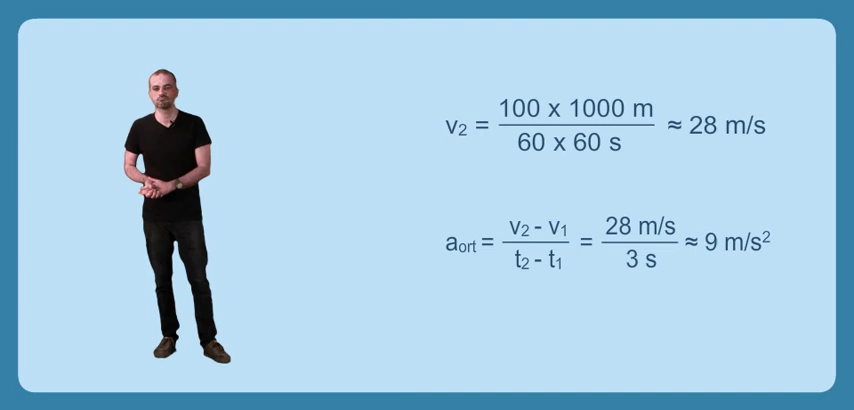 v₂ = 100 x 1000 m / 60 x 60 s ≈ 28 m/s
aort = v₂ - v₁ / t₂ - t₁ = 28 m/s / 3 s ≈ 9 m/s²